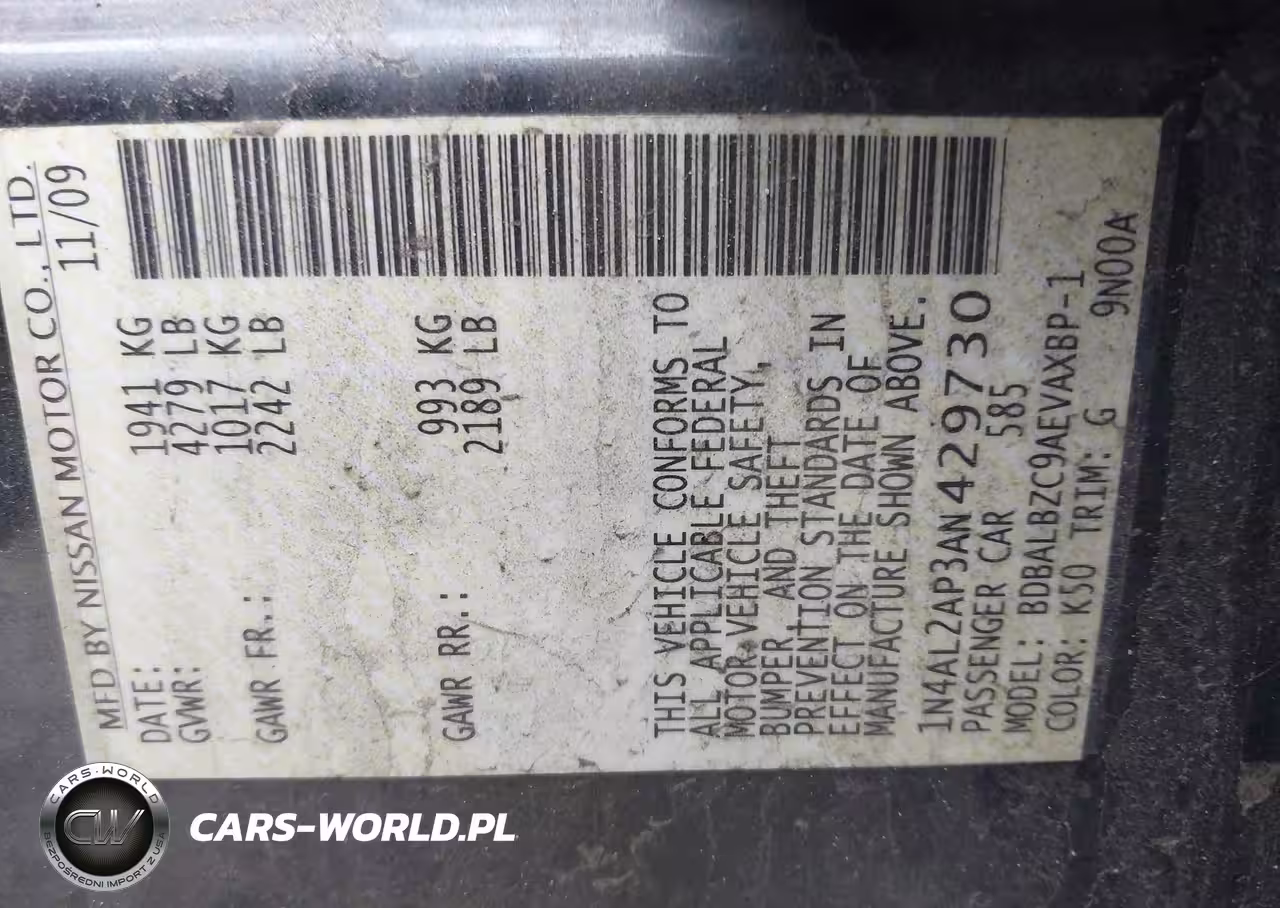 MFD BY NISSAN MOTOR CO., LTD.
DATE: 11/09
GVWR: 1941 KG
4279 LB
GAWR FR.: 1017 KG
2242 LB
GAWR RR.: 993 KG
2189 LB
THIS VEHICLE CONFORMS TO
ALL APPLICABLE FEDERAL
MOTOR VEHICLE SAFETY,
BUMPER, AND THEFT
PREVENTION STANDARDS IN
EFFECT ON THE DATE OF
MANUFACTURE SHOWN ABOVE.
1N4AL2AP3AN429730
PASSENGER CAR 585
MODEL: BDBALBZC9AEVAXBP-1
COLOR: K50 TRIM: G 9N00A
CARS-WORLD
CW
BEZPOŚREDNI IMPORT Z USA
CARS-WORLD.PL